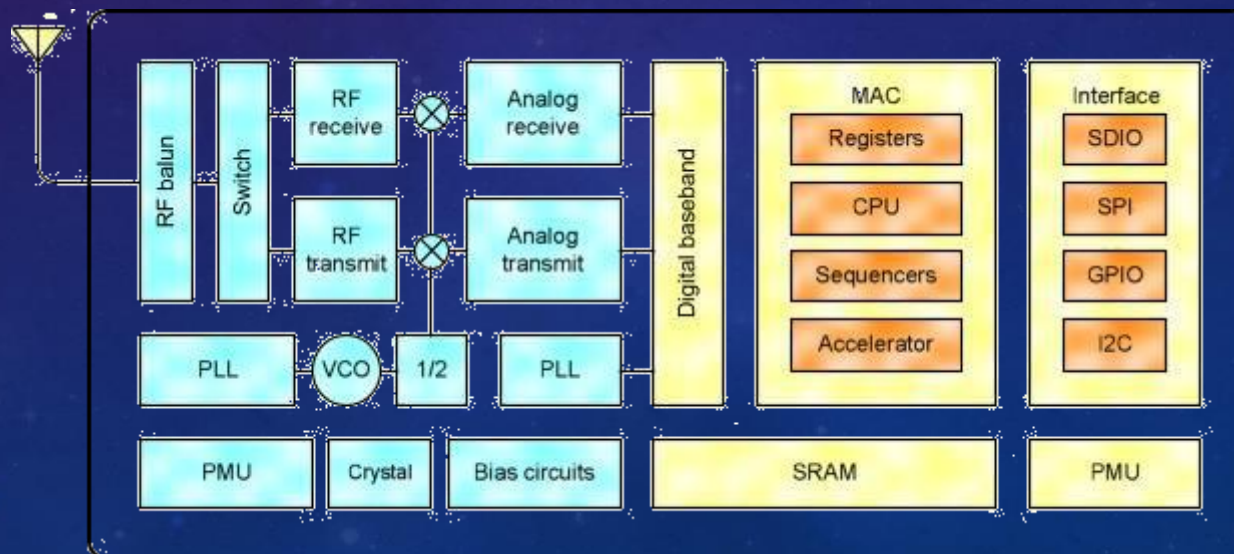 RF balun
Switch
RF
receive
Analog
receive
RF
transmit
Analog
transmit
Digital baseband
MAC
Registers
CPU
Sequencers
Accelerator
Interface
SDIO
SPI
GPIO
I2C
PLL
VCO
1/2
PLL
PMU
Crystal
Bias circuits
SRAM
PMU